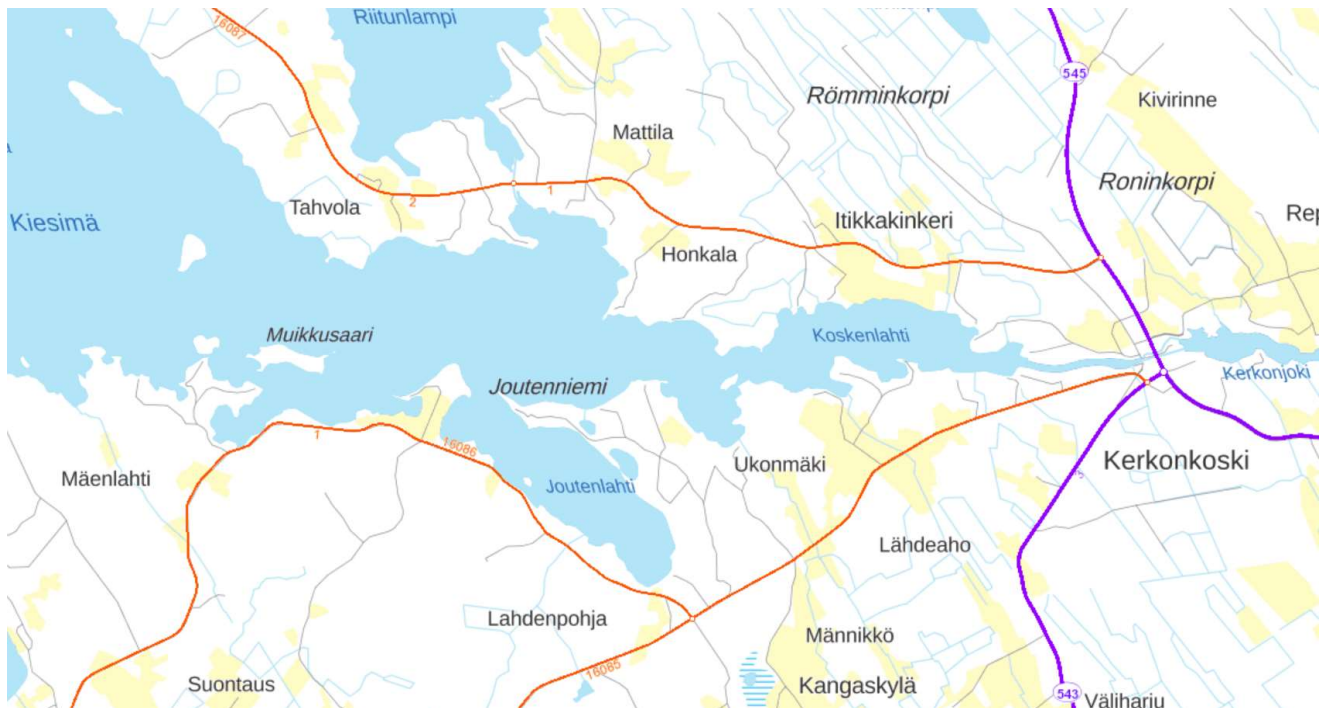 Riitunlampi
16087
545
Römminkorpi
Kivirinne
Mattila
Roninkorpi
Tahvola
2
1
Itikkakinkeri
Kiesimä
Honkala
Muikkusaari
Koskenlahti
Kerkonjoki
Joutenniemi
1
16086
Mäenlahti
Ukonmäki
Kerkonkoski
Joutenlahti
5
Lähdeaho
Lahdenpohja
Männikkö
16085
Suontaus
Kangaskylä
543
Väliharju